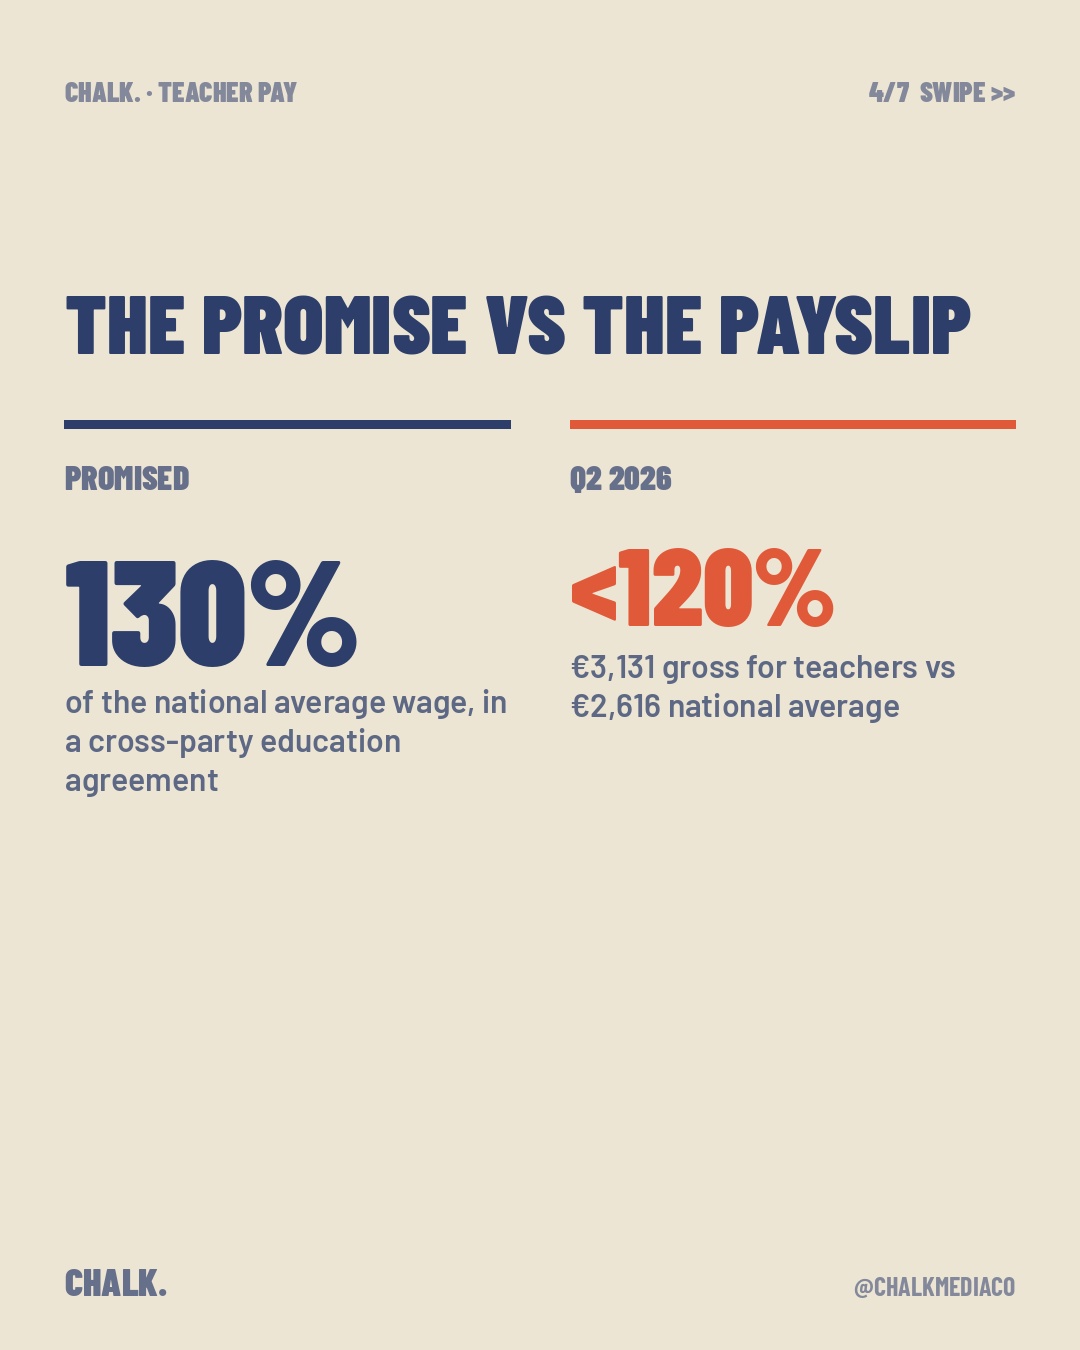 CHALK. · TEACHER PAY
4/7 SWIPE >>
THE PROMISE VS THE PAYSLIP
PROMISED
130%
of the national average wage, in
a cross-party education
agreement
Q2 2026
<120%
€3,131 gross for teachers vs
€2,616 national average
CHALK.
@CHALKMEDIACO